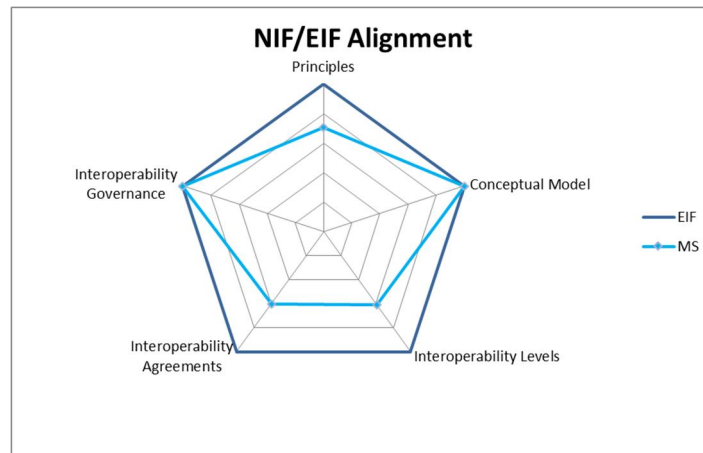 NIF/EIF Alignment
Principles
Interoperability
Governance
Conceptual Model
EIF
MS
Interoperability
Agreements
Interoperability Levels